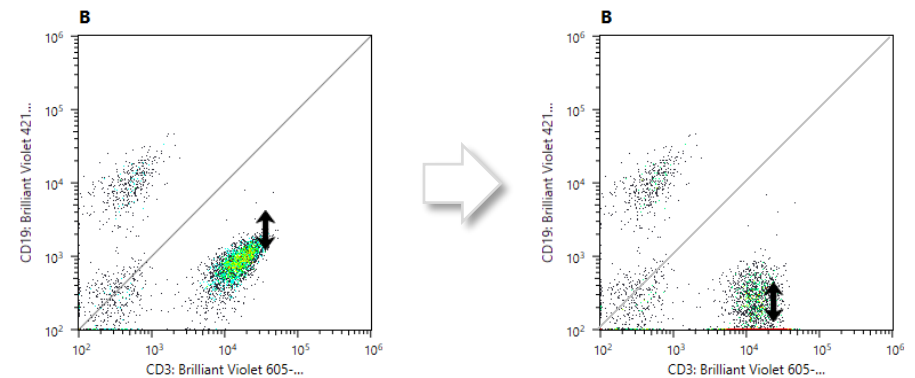 B
10⁶
10⁵
10⁴
10³
10²
CD19: Brilliant Violet 421...
10² 10³ 10⁴ 10⁵ 10⁶
CD3: Brilliant Violet 605-...
B
10⁶
10⁵
10⁴
10³
10²
CD19: Brilliant Violet 421...
10² 10³ 10⁴ 10⁵ 10⁶
CD3: Brilliant Violet 605-...